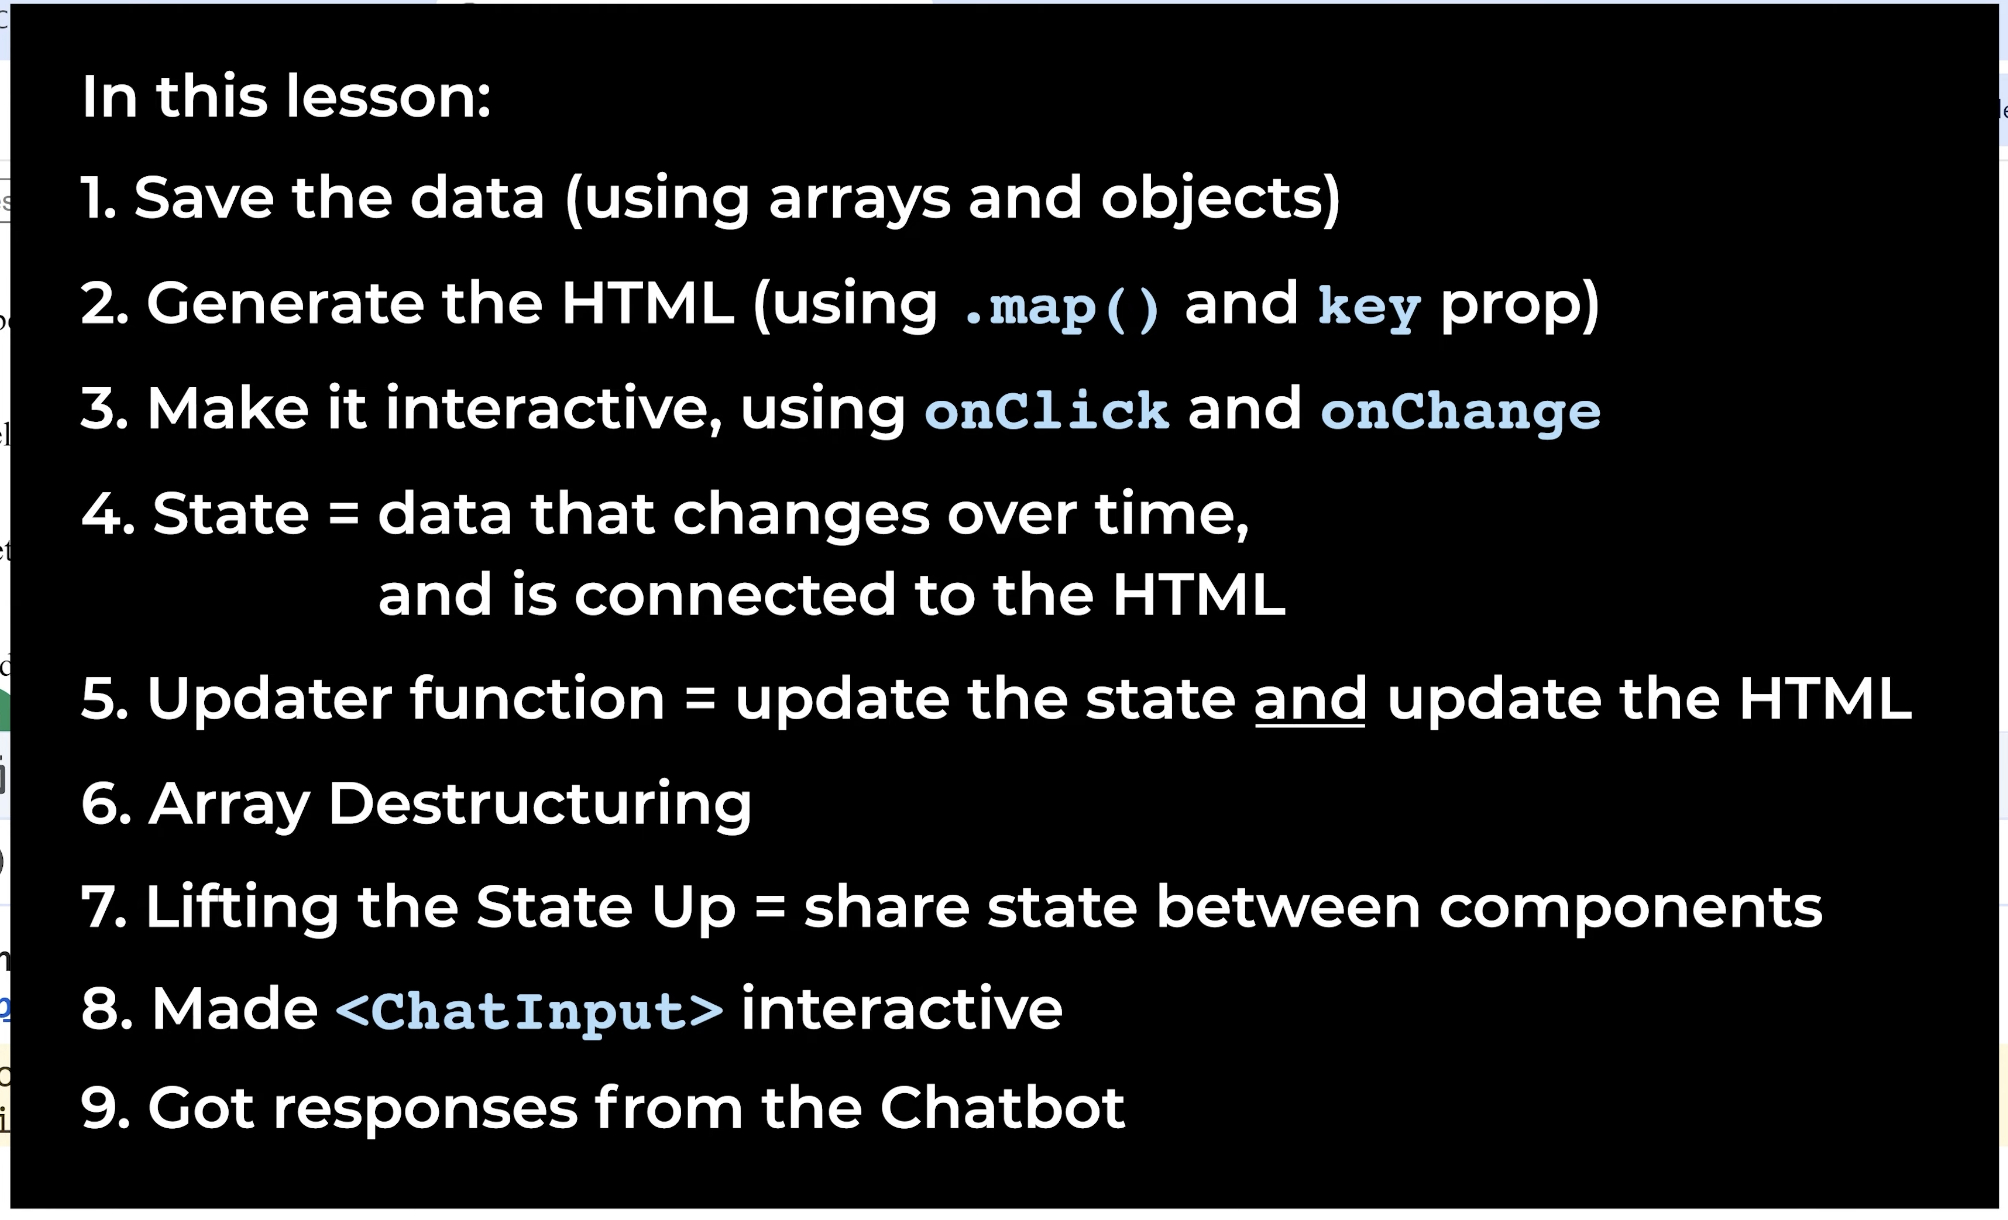 In this lesson:
1. Save the data (using arrays and objects)
2. Generate the HTML (using .map() and key prop)
3. Make it interactive, using onClick and onChange
4. State = data that changes over time,
and is connected to the HTML
5. Updater function = update the state and update the HTML
6. Array Destructuring
7. Lifting the State Up = share state between components
8. Made <ChatInput> interactive
9. Got responses from the Chatbot